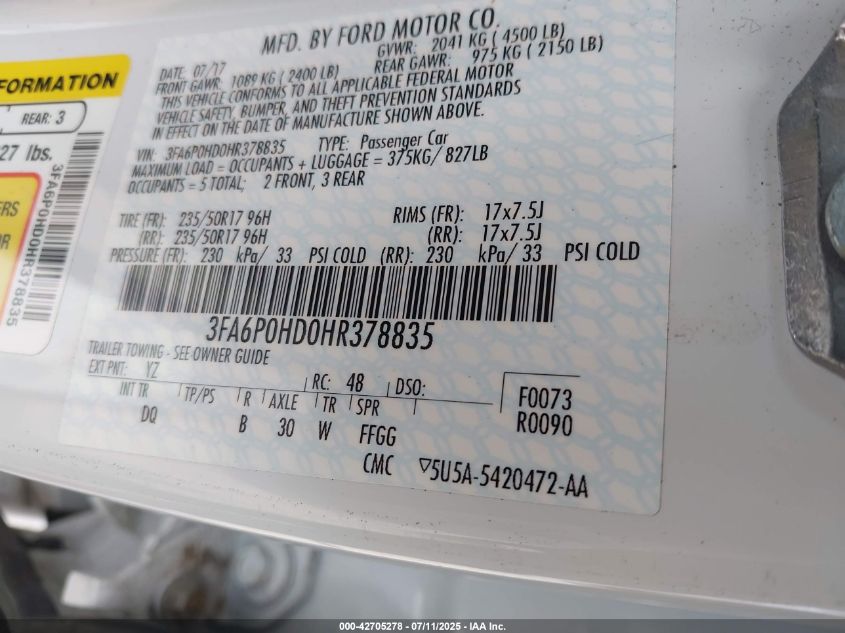 MFD. BY FORD MOTOR CO.
DATE: 07/17
GVWR: 2041 KG ( 4500 LB)
FRONT GAWR: 1089 KG ( 2400 LB)
REAR GAWR: 975 KG ( 2150 LB)
THIS VEHICLE CONFORMS TO ALL APPLICABLE FEDERAL MOTOR
VEHICLE SAFETY, BUMPER, AND THEFT PREVENTION STANDARDS
IN EFFECT ON THE DATE OF MANUFACTURE SHOWN ABOVE.
VIN: 3FA6P0HD0HR378835 TYPE: Passenger Car
MAXIMUM LOAD = OCCUPANTS + LUGGAGE = 375KG/ 827LB
OCCUPANTS = 5 TOTAL; 2 FRONT, 3 REAR
TIRE (FR): 235/50R17 96H RIMS (FR): 17x7.5J
(RR): 235/50R17 96H (RR): 17x7.5J
PRESSURE (FR): 230 kPa/ 33 PSI COLD (RR): 230 kPa/ 33 PSI COLD
3FA6P0HD0HR378835
TRAILER TOWING - SEE OWNER GUIDE
EXT PNT: YZ RC: 48 DSO:
INT TR TP/PS R AXLE TR SPR
DQ B 30 W FFGG
F0073
R0090
CMC 5U5A-5420472-AA
FORMATION
REAR: 3
27 lbs.
3FA6P0HD0HR378835
ERS
OR
000-42705278 - 07/11/2025 - IAA Inc.